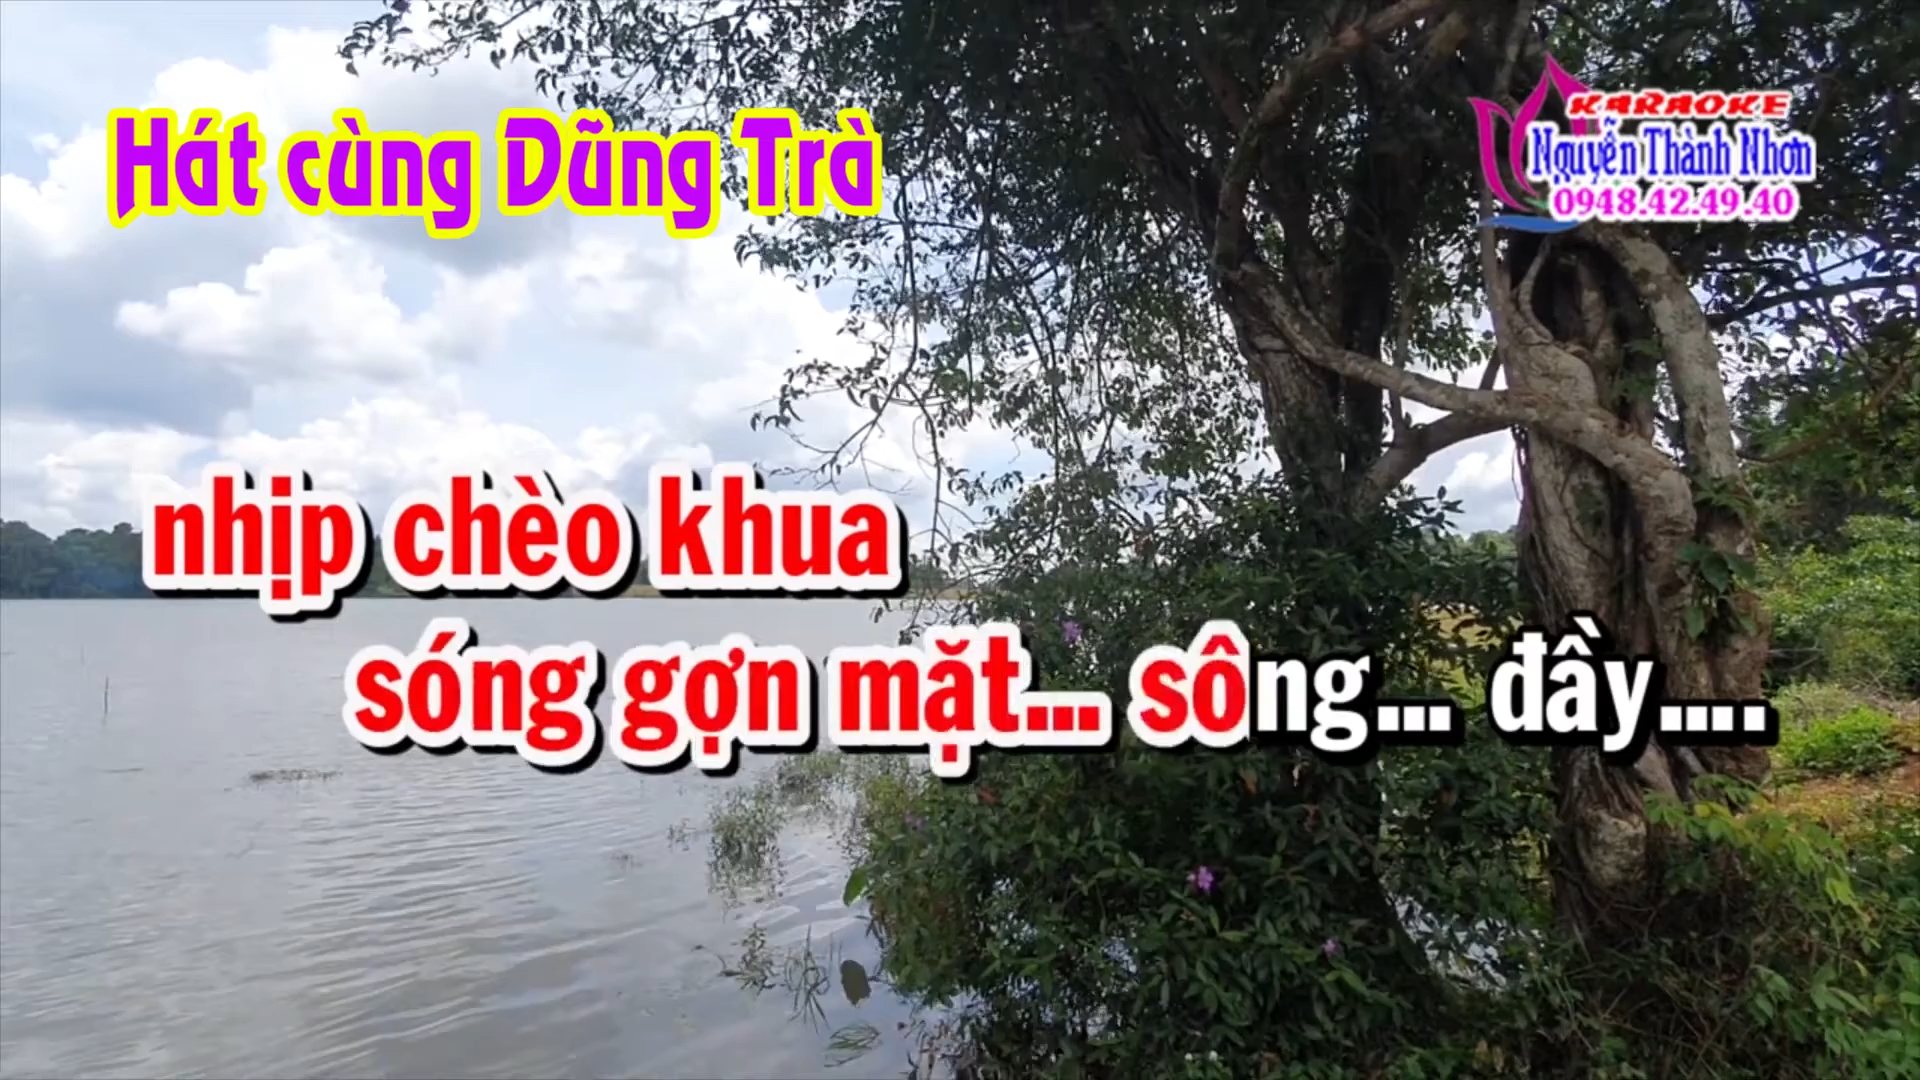 Hát cùng Dũng Trà
KARAOKE
Nguyễn Thành Nhơn
0948.42.49.40
nhịp chèo khua
sóng gợn mặt... sông... đầy....